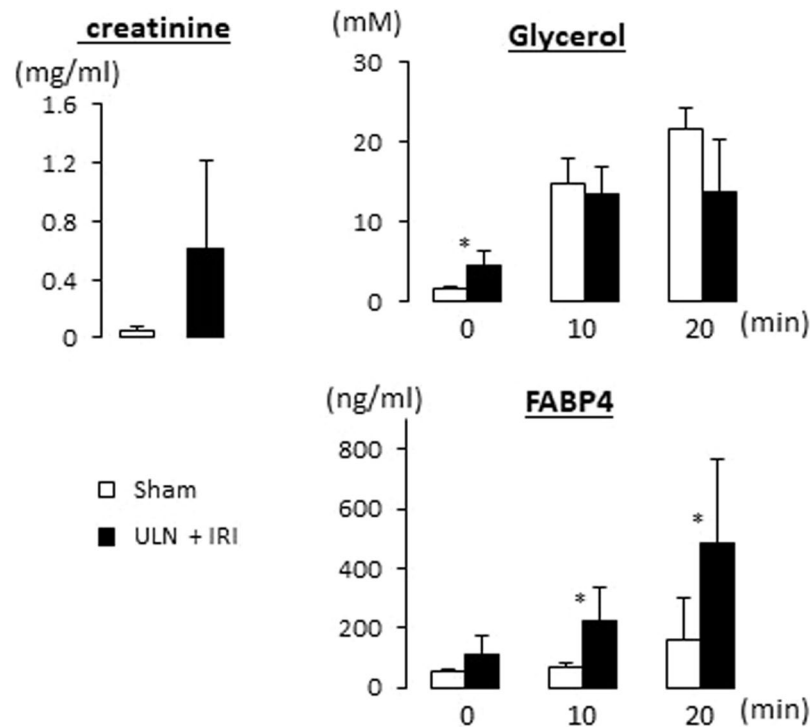 creatinine
(mg/ml)
1.6
1.2
0.8
0.4
0
(mM)
Glycerol
30
20
10
0
*
0 10 20 (min)
(ng/ml)
FABP4
800
600
400
200
0
*
*
0 10 20 (min)
Sham
ULN + IRI